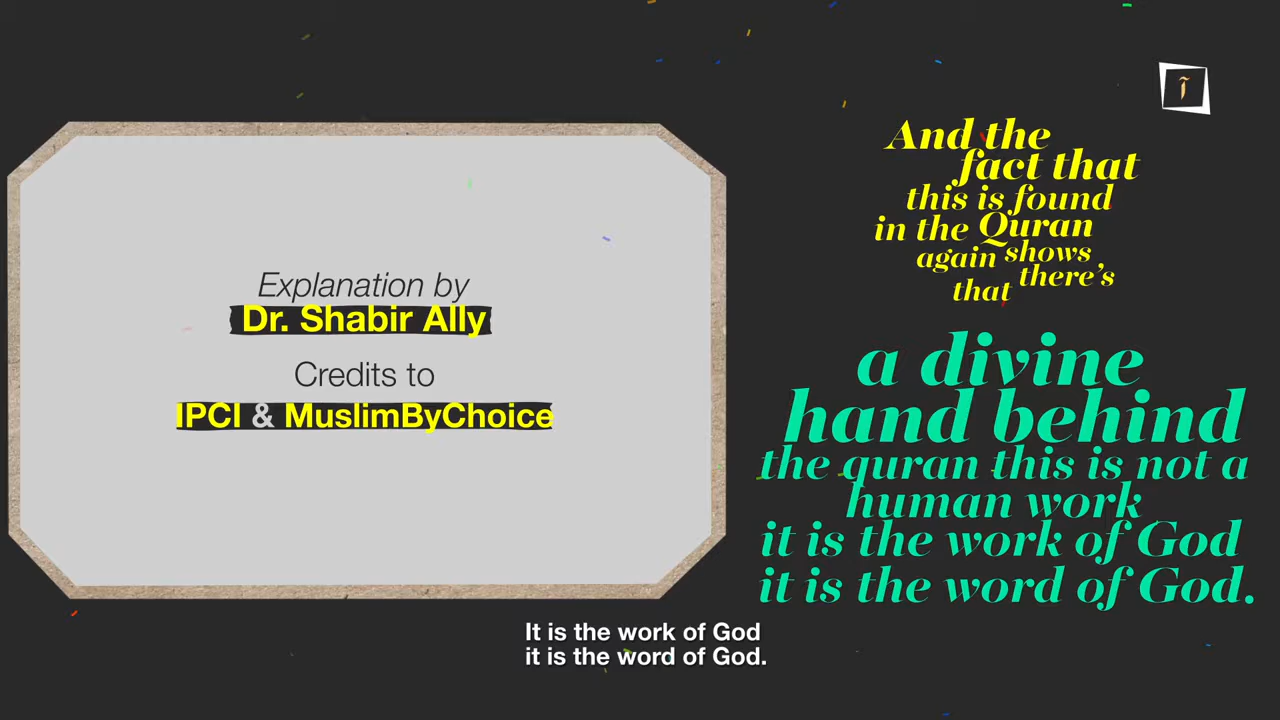 Explanation by
Dr. Shabir Ally
Credits to
IPCI & MuslimByChoice
And the
fact that
this is found
in the Quran
again shows
that there's
a divine
hand behind
the quran this is not a
human work
it is the work of God
it is the word of God.
It is the work of God
it is the word of God.